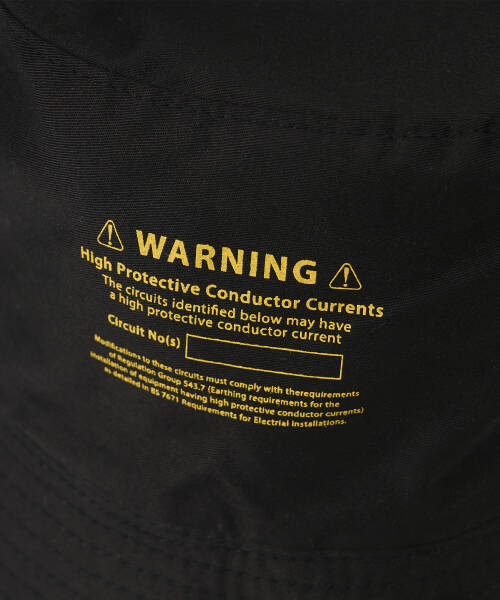 WARNING
High Protective Conductor Currents
The circuits identified below may have
a high protective conductor current
Circuit No(s)
Modifications to these circuits must comply with therequirements
of Regulation Group 543.7 (Earthing requirements for the
installation of equipment having high protective conductor currents)
as detailed in BS 7671 Requirements for Electrial installations.